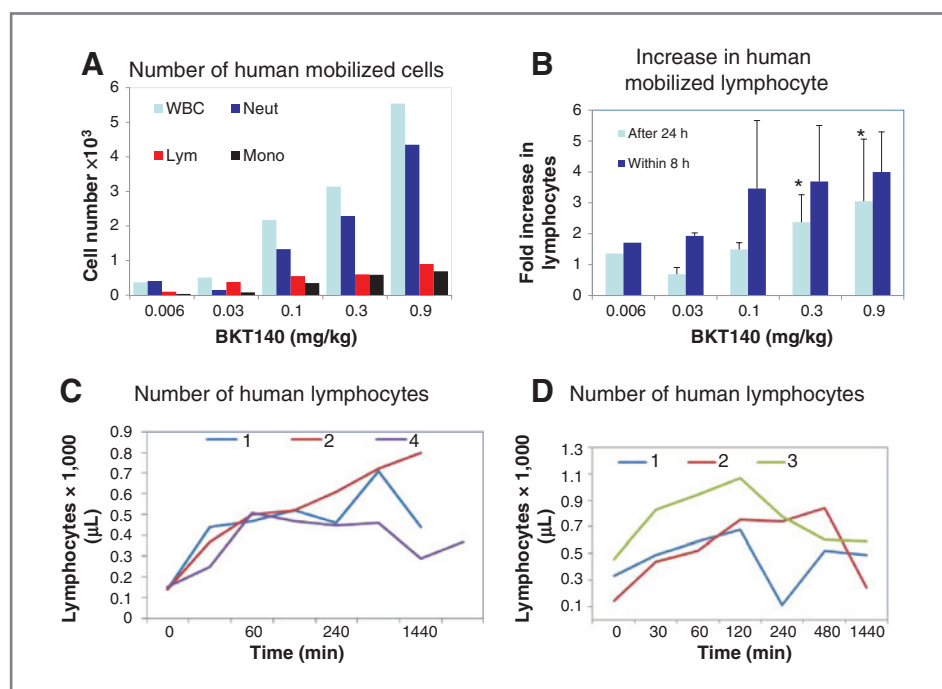 A
Number of human mobilized cells
Cell number ×10³
6
5
4
3
2
1
0
WBC
Neut
Lym
Mono
0.006
0.03
0.1
0.3
0.9
BKT140 (mg/kg)
B
Increase in human
mobilized lymphocyte
Fold increase in
lymphocytes
6
5
4
3
2
1
0
After 24 h
Within 8 h
*
*
0.006
0.03
0.1
0.3
0.9
BKT140 (mg/kg)
C
Number of human lymphocytes
Lymphocytes × 1,000
(µL)
0.9
0.8
0.7
0.6
0.5
0.4
0.3
0.2
0.1
0
1
2
4
0
60
240
1440
Time (min)
D
Number of human lymphocytes
Lymphocytes × 1,000
(µL)
1.3
1.1
0.9
0.7
0.5
0.3
0.1
1
2
3
0
30
60
120
240
480
1440
Time (min)